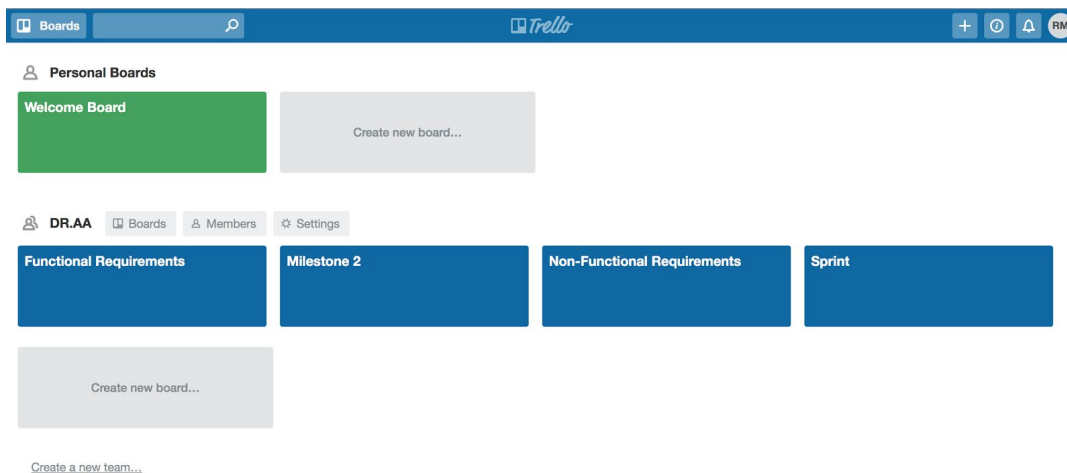 Boards
Trello
RM
Personal Boards
Welcome Board
Create new board...
DR.AA Boards Members Settings
Functional Requirements
Milestone 2
Non-Functional Requirements
Sprint
Create new board...
Create a new team...